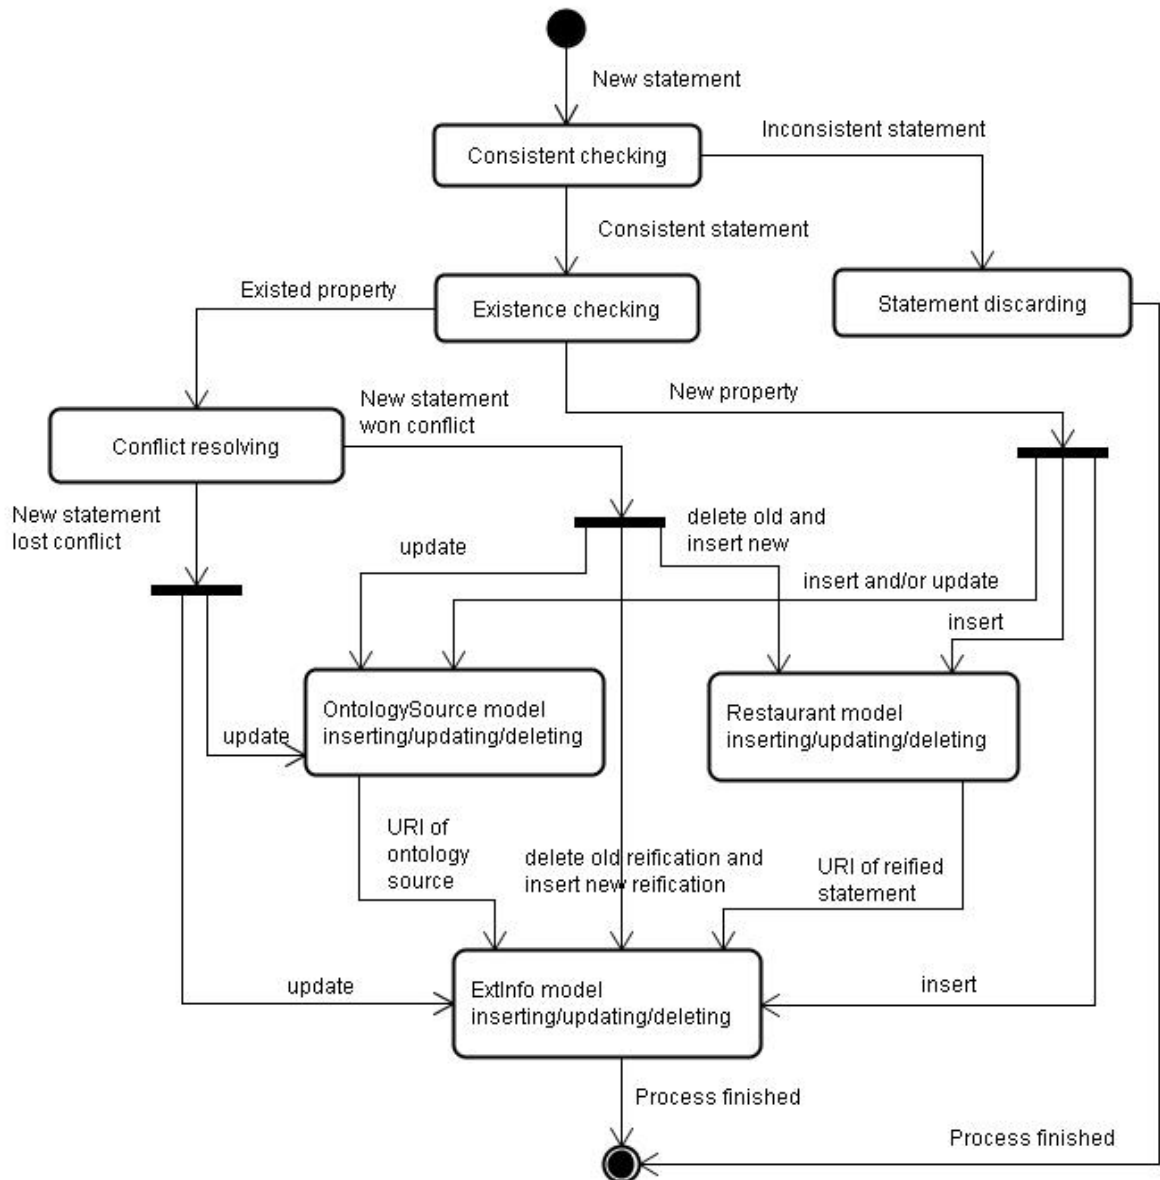 New statement
Inconsistent statement
Consistent checking
Consistent statement
Existed property
Existence checking
Statement discarding
New property
New statement
won conflict
Conflict resolving
New statement
lost conflict
delete old and
insert new
update
insert and/or update
insert
OntologySource model
inserting/updating/deleting
Restaurant model
inserting/updating/deleting
update
URI of
ontology
source
delete old reification and
insert new reification
URI of reified
statement
update
ExtInfo model
inserting/updating/deleting
insert
Process finished
Process finished